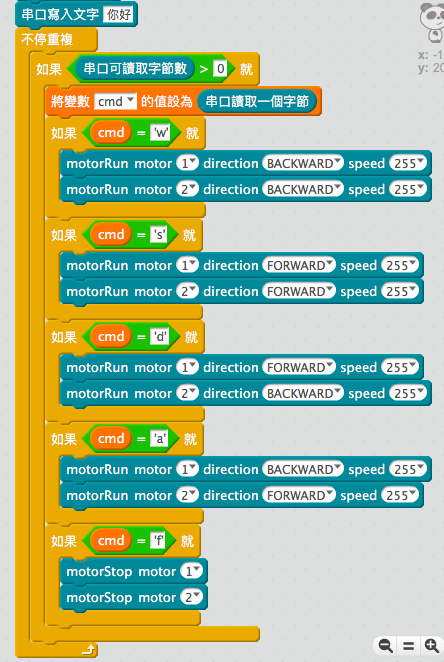 串口寫入文字 你好
不停重複
如果 串口可讀取字節數 > 0 就
將變數 cmd 的值設為 串口讀取一個字節
如果 cmd = 'w' 就
motorRun motor 1 direction BACKWARD speed 255
motorRun motor 2 direction BACKWARD speed 255
如果 cmd = 's' 就
motorRun motor 1 direction FORWARD speed 255
motorRun motor 2 direction FORWARD speed 255
如果 cmd = 'd' 就
motorRun motor 1 direction FORWARD speed 255
motorRun motor 2 direction BACKWARD speed 255
如果 cmd = 'a' 就
motorRun motor 1 direction BACKWARD speed 255
motorRun motor 2 direction FORWARD speed 255
如果 cmd = 'f' 就
motorStop motor 1
motorStop motor 2
x: -1
y: 20